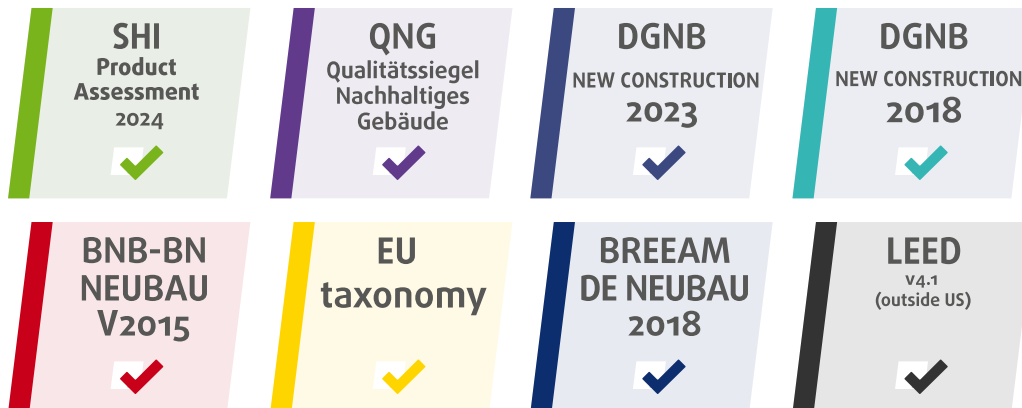 SHI
Product
Assessment
2024
QNG
Qualitätssiegel
Nachhaltiges
Gebäude
DGNB
NEW CONSTRUCTION
2023
DGNB
NEW CONSTRUCTION
2018
BNB-BN
NEUBAU
V2015
EU
taxonomy
BREEAM
DE NEUBAU
2018
LEED
v4.1
(outside US)